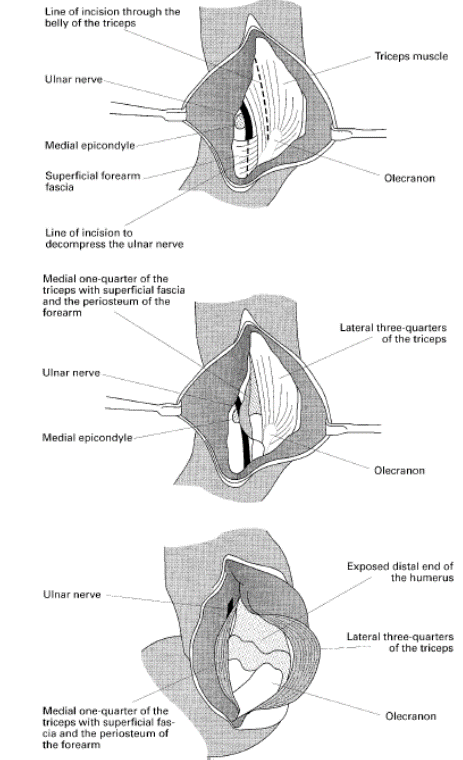 Line of incision through the
belly of the triceps
Triceps muscle
Ulnar nerve
Medial epicondyle
Superficial forearm
fascia
Olecranon
Line of incision to
decompress the ulnar nerve
Medial one-quarter of the
triceps with superficial fascia
and the periosteum of the
forearm
Lateral three-quarters
of the triceps
Ulnar nerve
Medial epicondyle
Olecranon
Exposed distal end of
the humerus
Ulnar nerve
Lateral three-quarters
of the triceps
Medial one-quarter of the
triceps with superficial fas-
cia and the periosteum of
the forearm
Olecranon